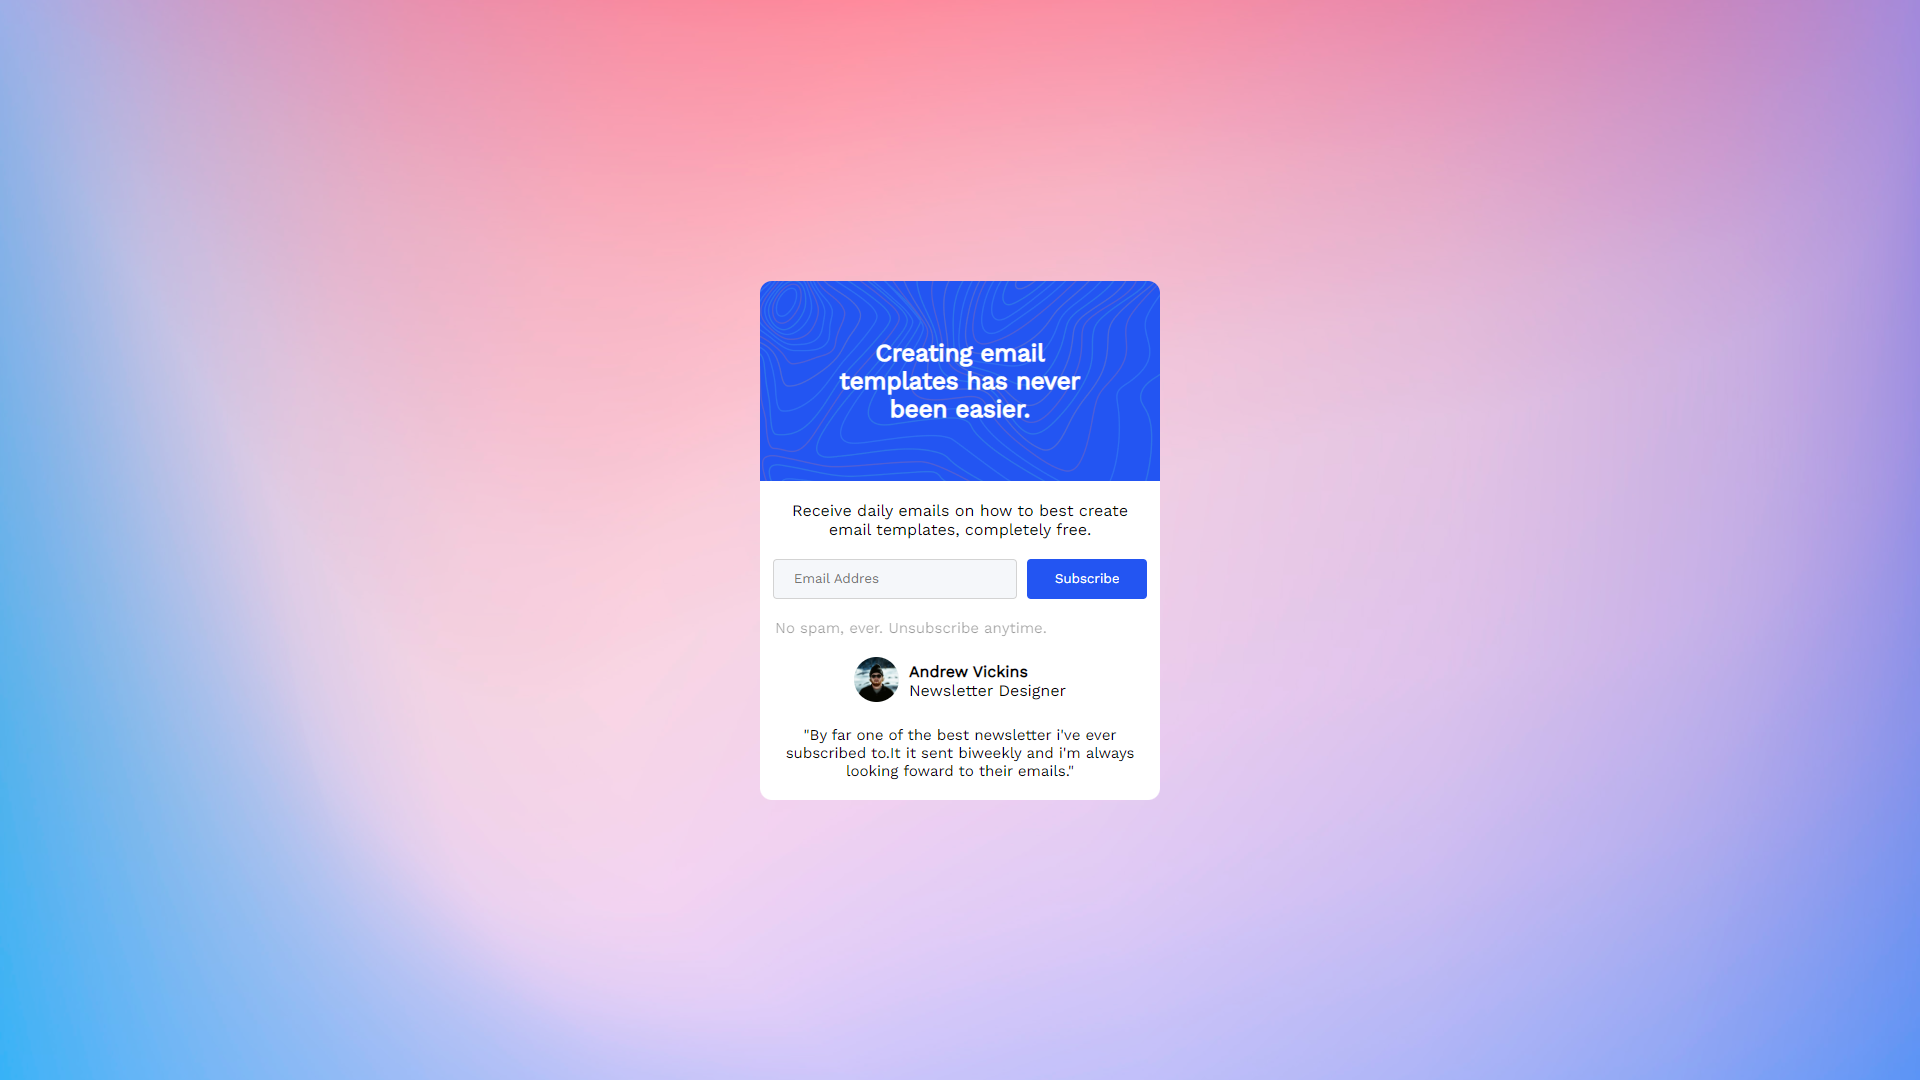 Creating email
templates has never
been easier.
Receive daily emails on how to best create
email templates, completely free.
Email Addres
Subscribe
No spam, ever. Unsubscribe anytime.
Andrew Vickins
Newsletter Designer
"By far one of the best newsletter i've ever
subscribed to.It it sent biweekly and i'm always
looking foward to their emails."